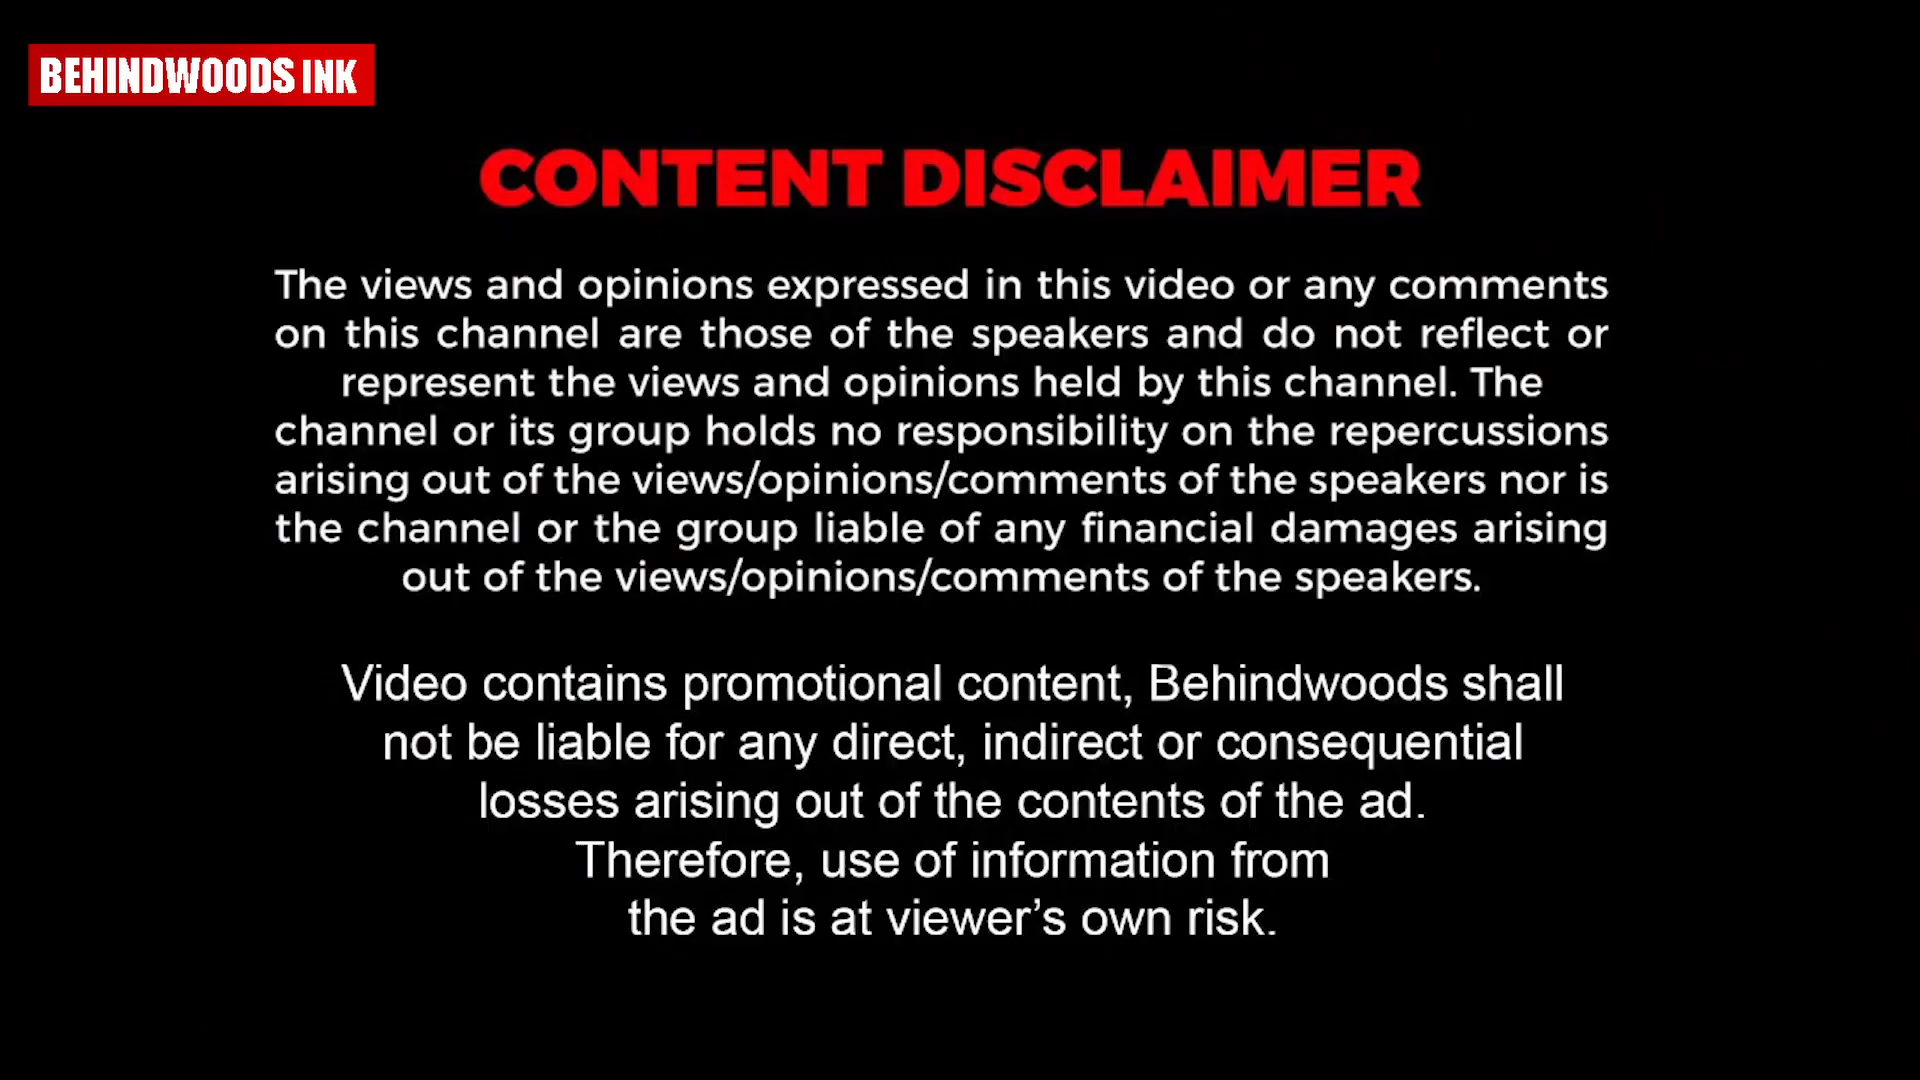 BEHINDWOODS INK
CONTENT DISCLAIMER
The views and opinions expressed in this video or any comments
on this channel are those of the speakers and do not reflect or
represent the views and opinions held by this channel. The
channel or its group holds no responsibility on the repercussions
arising out of the views/opinions/comments of the speakers nor is
the channel or the group liable of any financial damages arising
out of the views/opinions/comments of the speakers.
Video contains promotional content, Behindwoods shall
not be liable for any direct, indirect or consequential
losses arising out of the contents of the ad.
Therefore, use of information from
the ad is at viewer’s own risk.